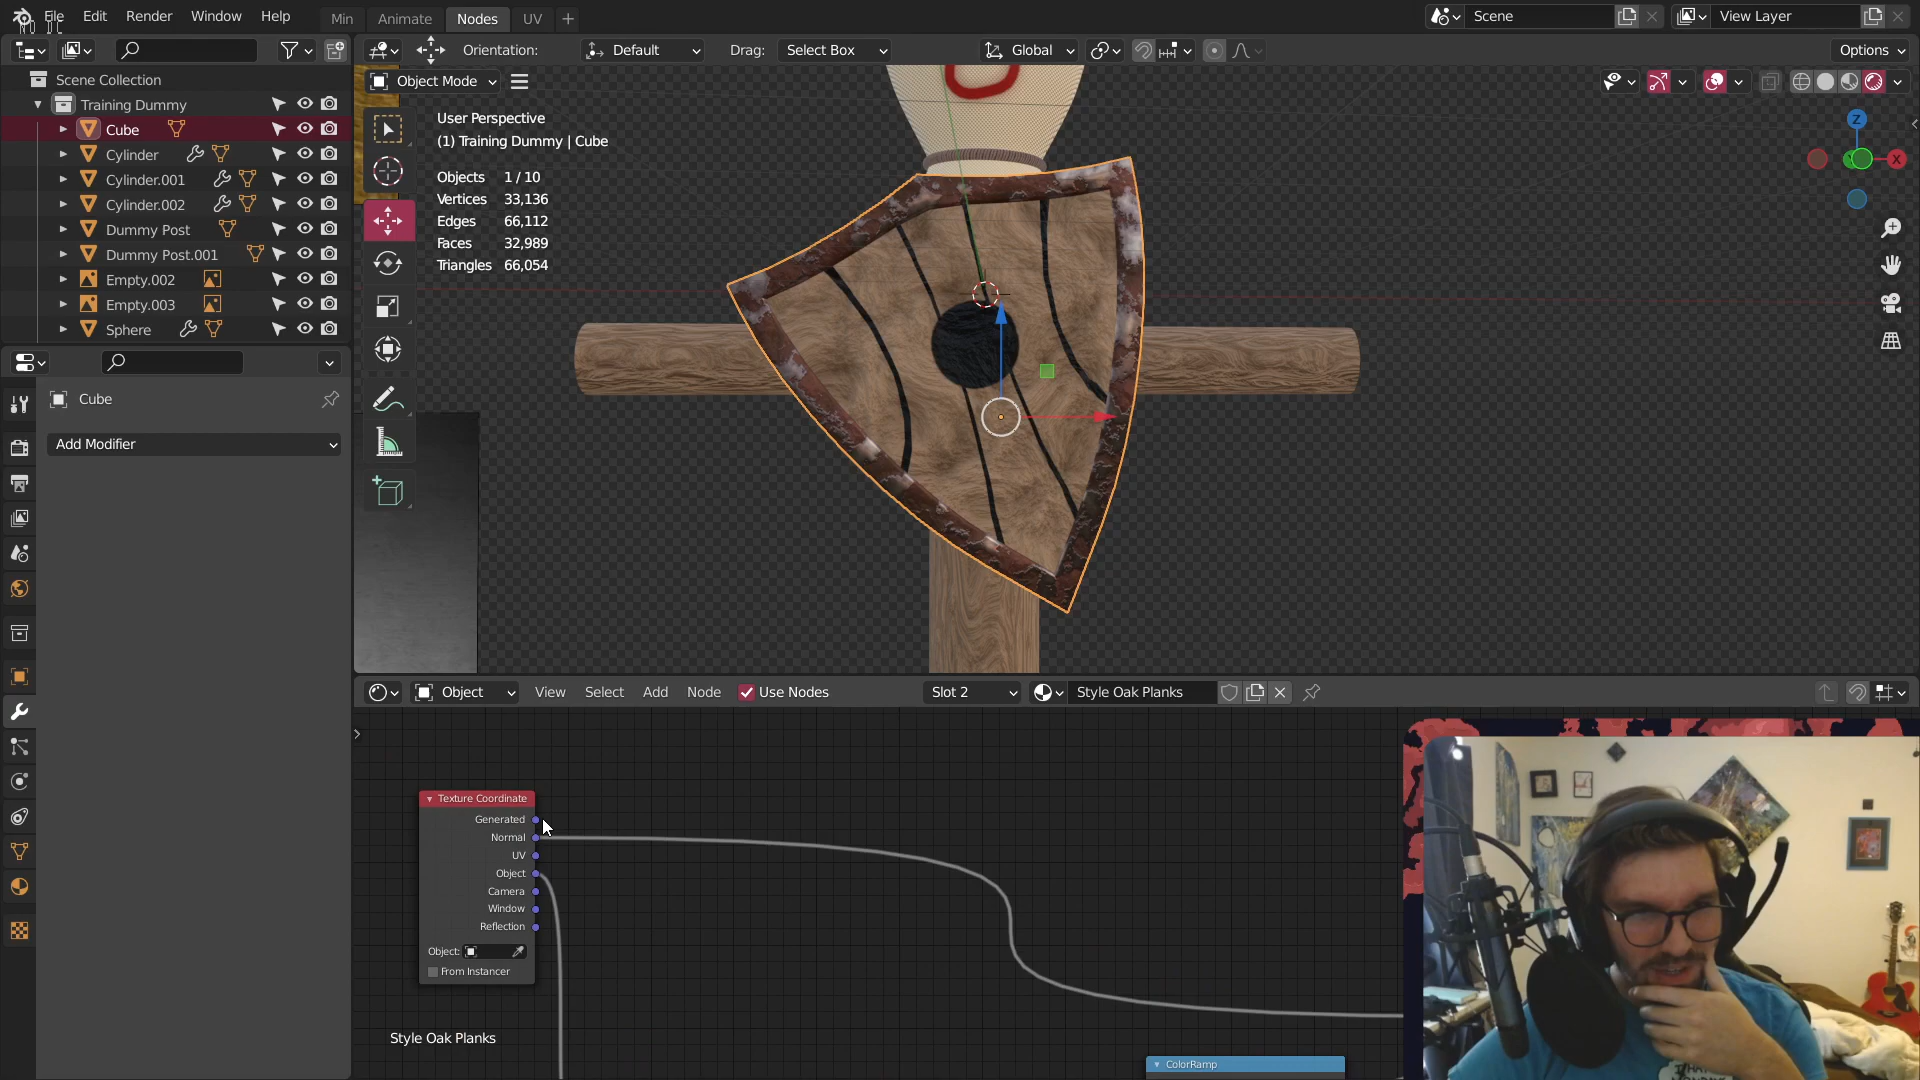 File Edit Render Window Help
Min Animate Nodes UV
Scene
View Layer
Orientation: Default
Drag: Select Box
Global
Options
Object Mode
Scene Collection
Training Dummy
Cube
Cylinder
Cylinder.001
Cylinder.002
Dummy Post
Dummy Post.001
Empty.002
Empty.003
Sphere
Cube
Add Modifier
User Perspective
(1) Training Dummy | Cube
Objects 1 / 10
Vertices 33,136
Edges 66,112
Faces 32,989
Triangles 66,054
Z
X
Object View Select Add Node Use Nodes Slot 2 Style Oak Planks
Texture Coordinate
Generated
Normal
UV
Object
Camera
Window
Reflection
Object:
From Instancer
Style Oak Planks
ColorRamp